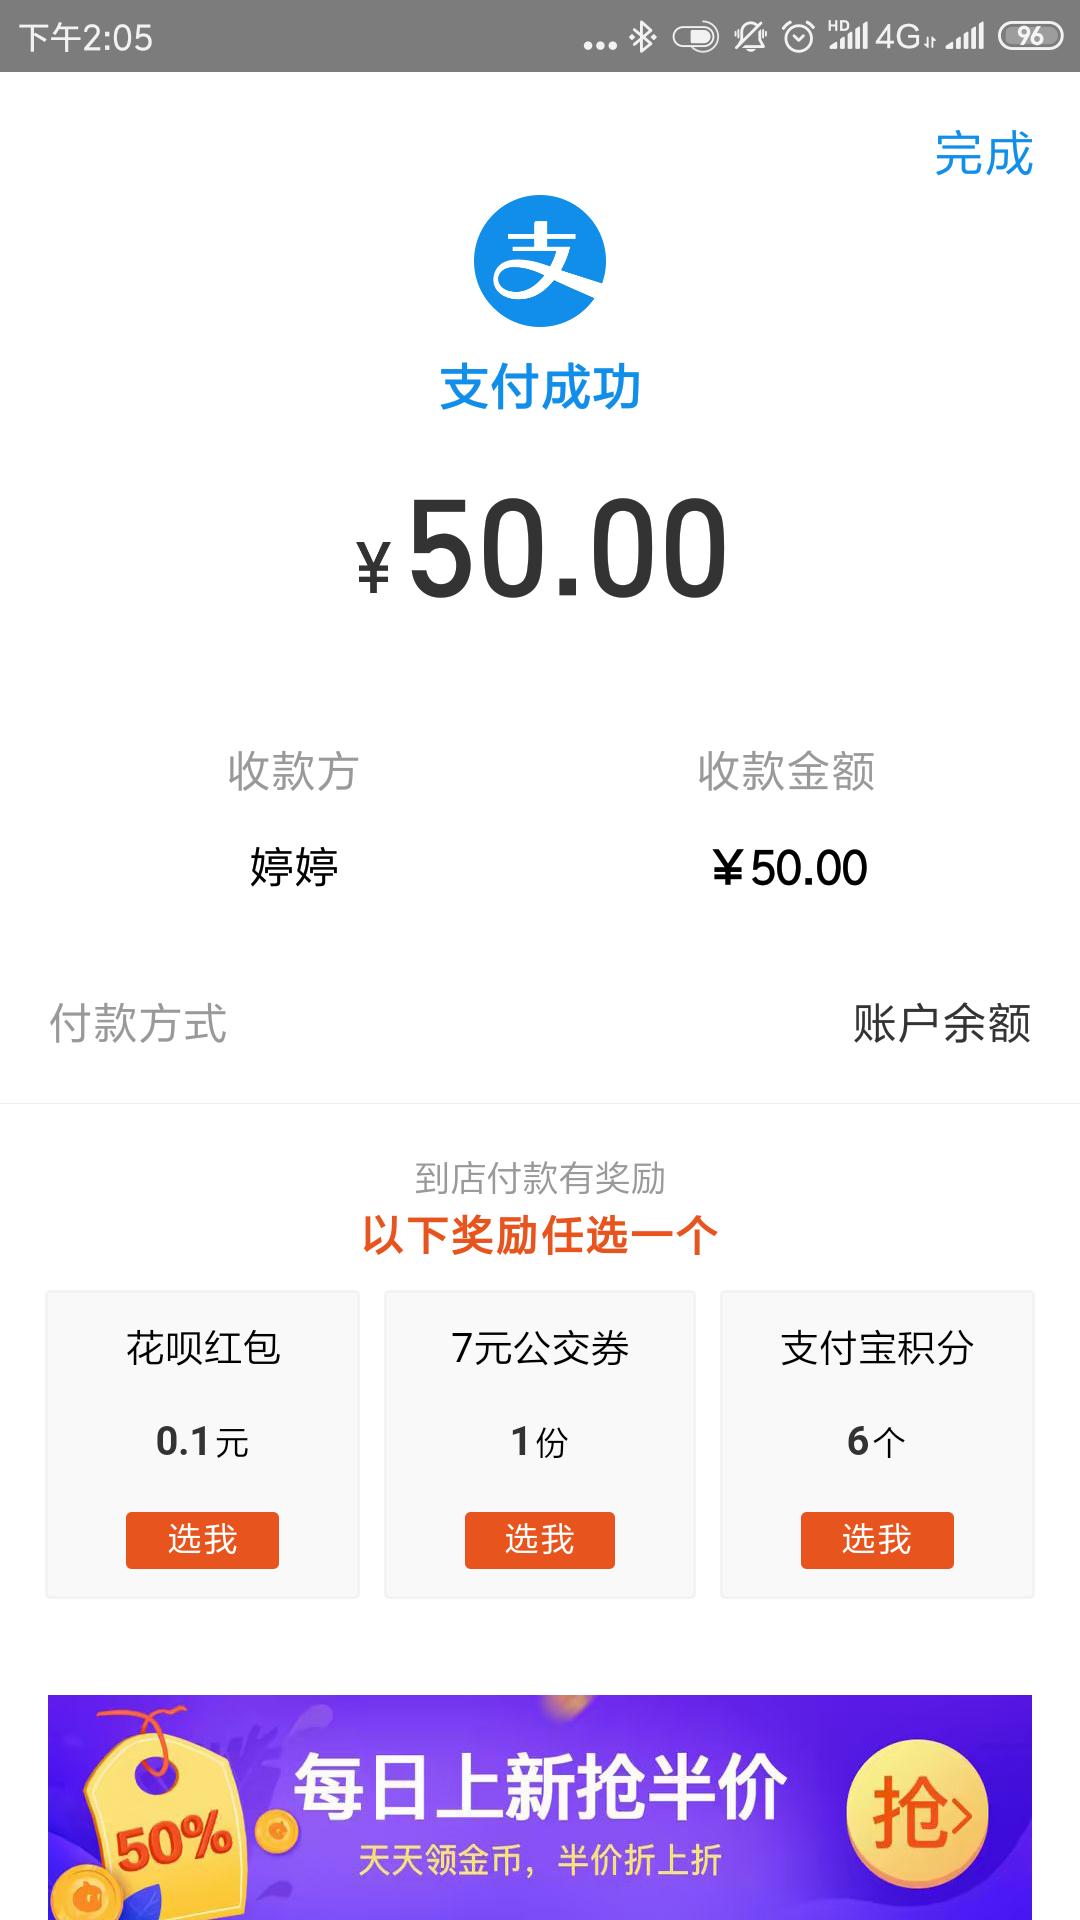 下午2:05
HD 4G 96
完成
支
支付成功
¥50.00
收款方 收款金额
婷婷 ¥50.00
付款方式 账户余额
到店付款有奖励
以下奖励任选一个
花呗红包 7元公交券 支付宝积分
0.1元 1份 6个
选我 选我 选我
每日上新抢半价
50%
抢
天天领金币，半价折上折